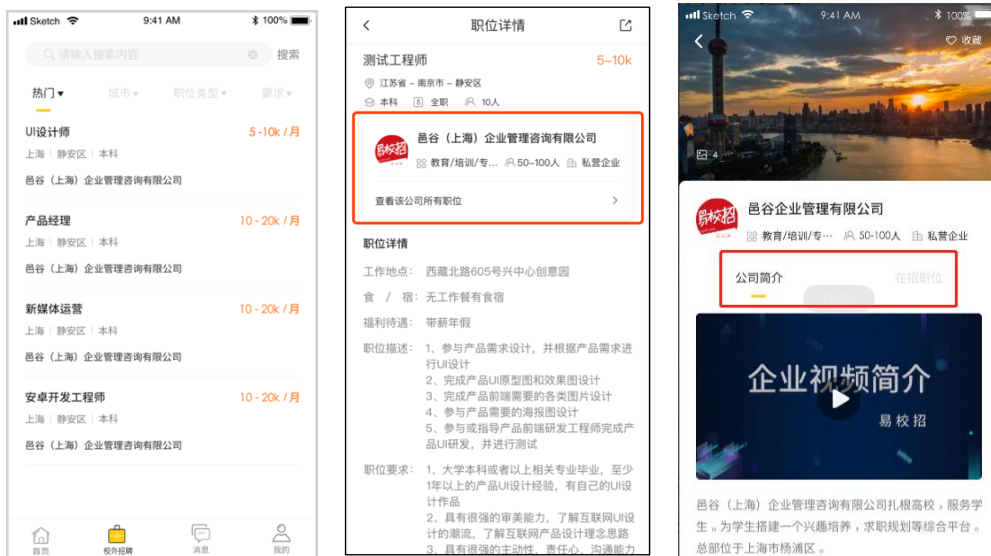 Sketch 9:41 AM 100%
请输入搜索内容 搜索
热门 城市 职位类型 要求
UI设计师 5 -10k /月
上海 | 静安区 | 本科
邑谷（上海）企业管理咨询有限公司
产品经理 10 - 20k /月
上海 | 静安区 | 本科
邑谷（上海）企业管理咨询有限公司
新媒体运营 10 - 20k /月
上海 | 静安区 | 本科
邑谷（上海）企业管理咨询有限公司
安卓开发工程师 10 - 20k /月
上海 | 静安区 | 本科
邑谷（上海）企业管理咨询有限公司
首页 校外招聘 消息 我的
职位详情
测试工程师 5-10k
江苏省 - 南京市 - 静安区
本科 全职 10人
易校招
邑谷（上海）企业管理咨询有限公司
教育/培训/专... 50-100人 私营企业
查看该公司所有职位
职位详情
工作地点： 西藏北路605号兴中心创意园
食 / 宿： 无工作餐有食宿
福利待遇： 带薪年假
职位描述： 1、参与产品需求设计，并根据产品需求进
行UI设计
2、完成产品UI原型图和效果图设计
3、完成产品前端需要的各类图片设计
4、参与产品需要的海报图设计
5、参与或指导产品前端研发工程师完成产
品UI研发，并进行测试
职位要求： 1、大学本科或者以上相关专业毕业，至少
1年以上的产品UI设计经验，有自己的UI设
计作品
2、具有很强的审美能力，了解互联网UI设
计的潮流，了解互联网产品设计理念思路
3、具有很强的主动性，责任心，沟通能力
Sketch 9:41 AM 100%
收藏
4
易校招
邑谷企业管理有限公司
教育/培训/专… 50-100人 私营企业
公司简介 在招职位
企业视频简介
易校招
邑谷（上海）企业管理咨询有限公司扎根高校，服务学
生。为学生搭建一个兴趣培养，求职规划等综合平台。
总部位于上海市杨浦区。